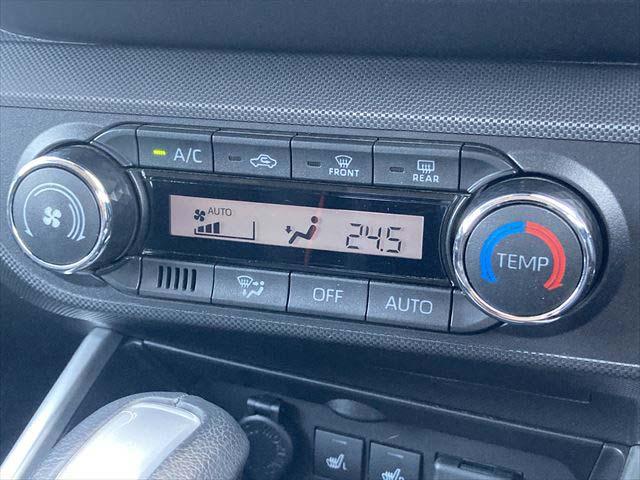 A/C
FRONT
REAR
AUTO
24.5
TEMP
OFF
AUTO
L